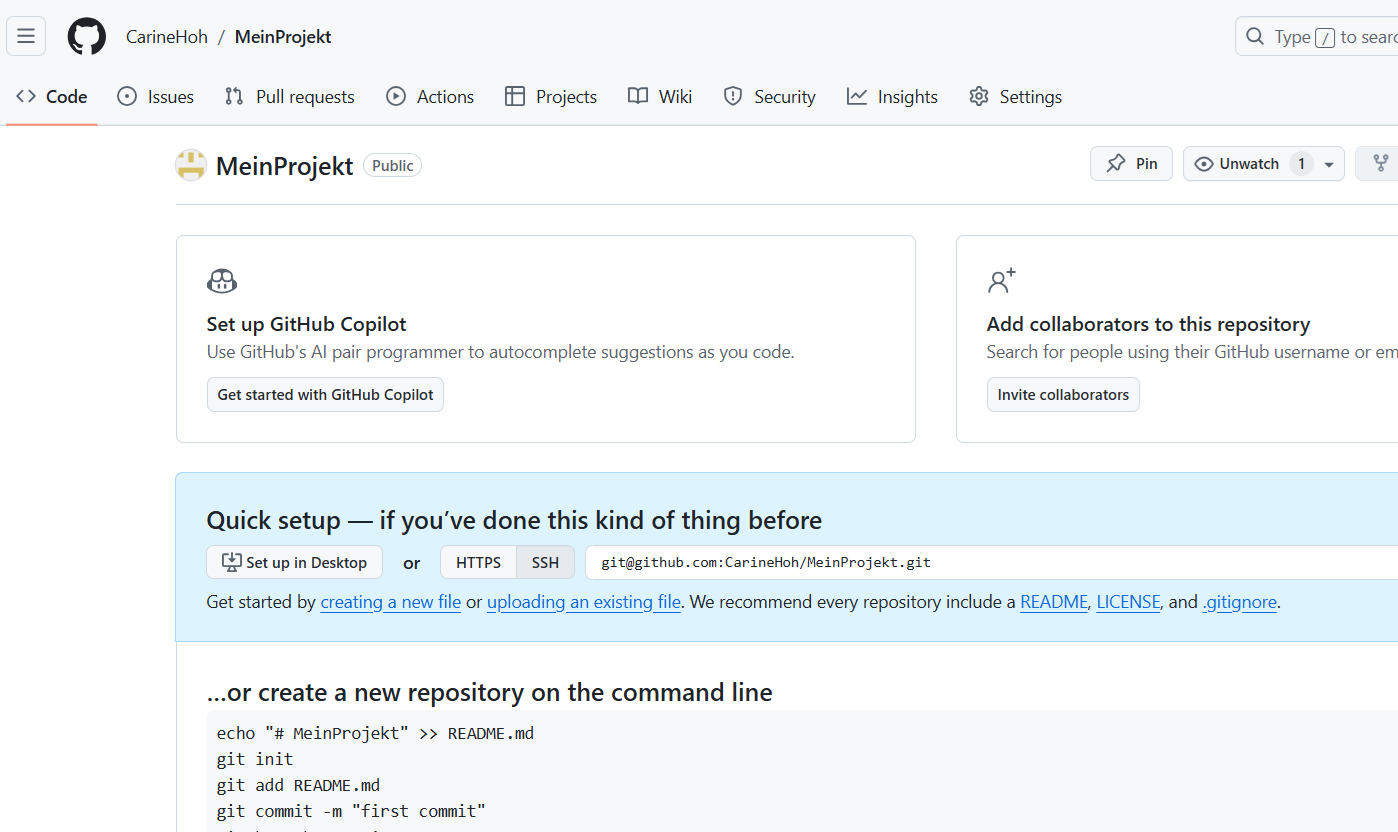 CarineHoh / MeinProjekt
Type / to
Code Issues Pull requests Actions Projects Wiki Security Insights Settings
MeinProjekt Public
Pin Unwatch 1
Set up GitHub Copilot
Use GitHub's AI pair programmer to autocomplete suggestions as you code.
Get started with GitHub Copilot
Add collaborators to this repository
Search for people using their GitHub username or
Invite collaborators
Quick setup — if you’ve done this kind of thing before
Set up in Desktop or HTTPS SSH git@github.com:CarineHoh/MeinProjekt.git
Get started by creating a new file or uploading an existing file. We recommend every repository include a README, LICENSE, and .gitignore.
…or create a new repository on the command line
echo "# MeinProjekt" >> README.md
git init
git add README.md
git commit -m "first commit"